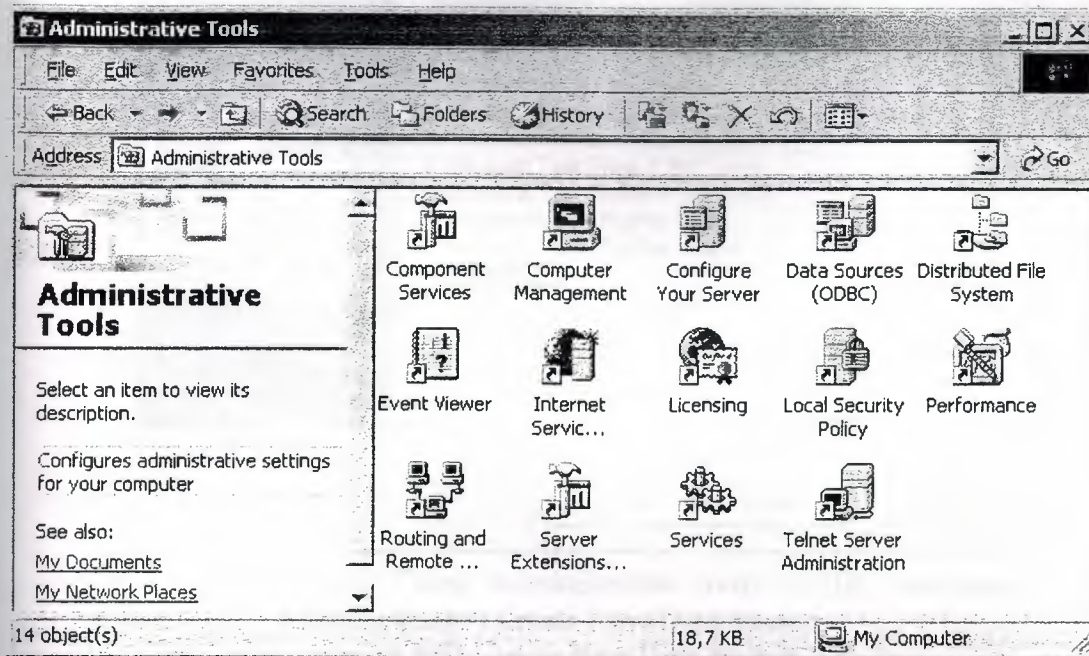 Administrative Tools
File Edit View Favorites Tools Help
Back Search Folders History
Address Administrative Tools Go
Administrative
Tools
Select an item to view its
description.
Configures administrative settings
for your computer
See also:
My Documents
My Network Places
Component
Services
Computer
Management
Configure
Your Server
Data Sources
(ODBC)
Distributed File
System
Event Viewer
Internet
Servic...
Licensing
Local Security
Policy
Performance
Routing and
Remote ...
Server
Extensions...
Services
Telnet Server
Administration
14 object(s) 18,7 KB My Computer